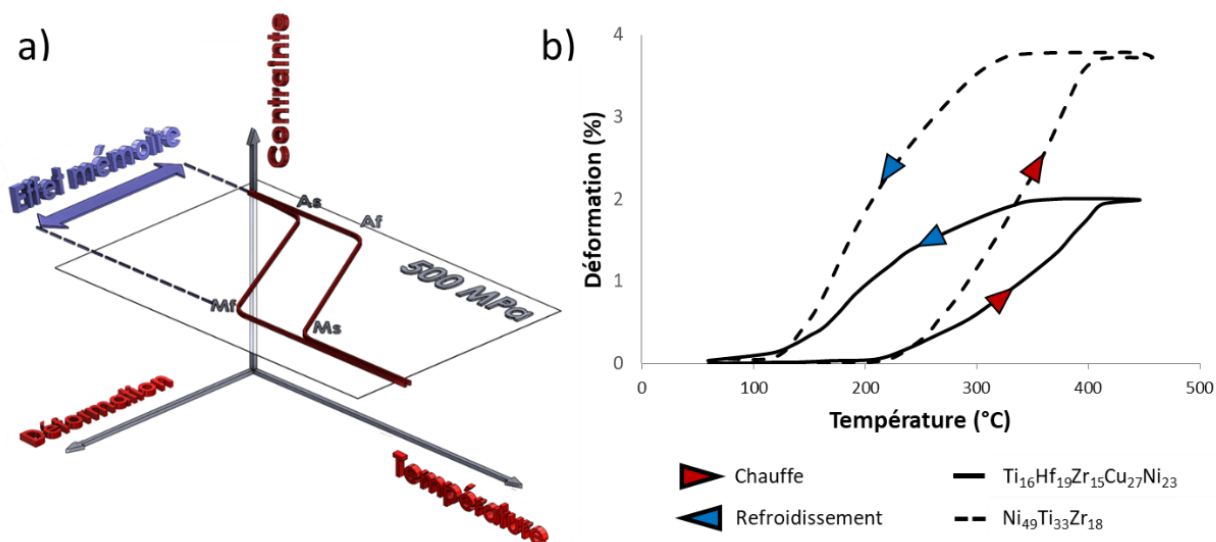 a)
Contrainte
Effet mémoire
As
Af
500 MPa
Mf
Ms
Déformation
Température
b)
Déformation (%)
4
3
2
1
0
0
100
200
300
400
500
Température (°C)
Chauffe
Ti₁₆Hf₁₉Zr₁₅Cu₂₇Ni₂₃
Refroidissement
Ni₄₉Ti₃₃Zr₁₈